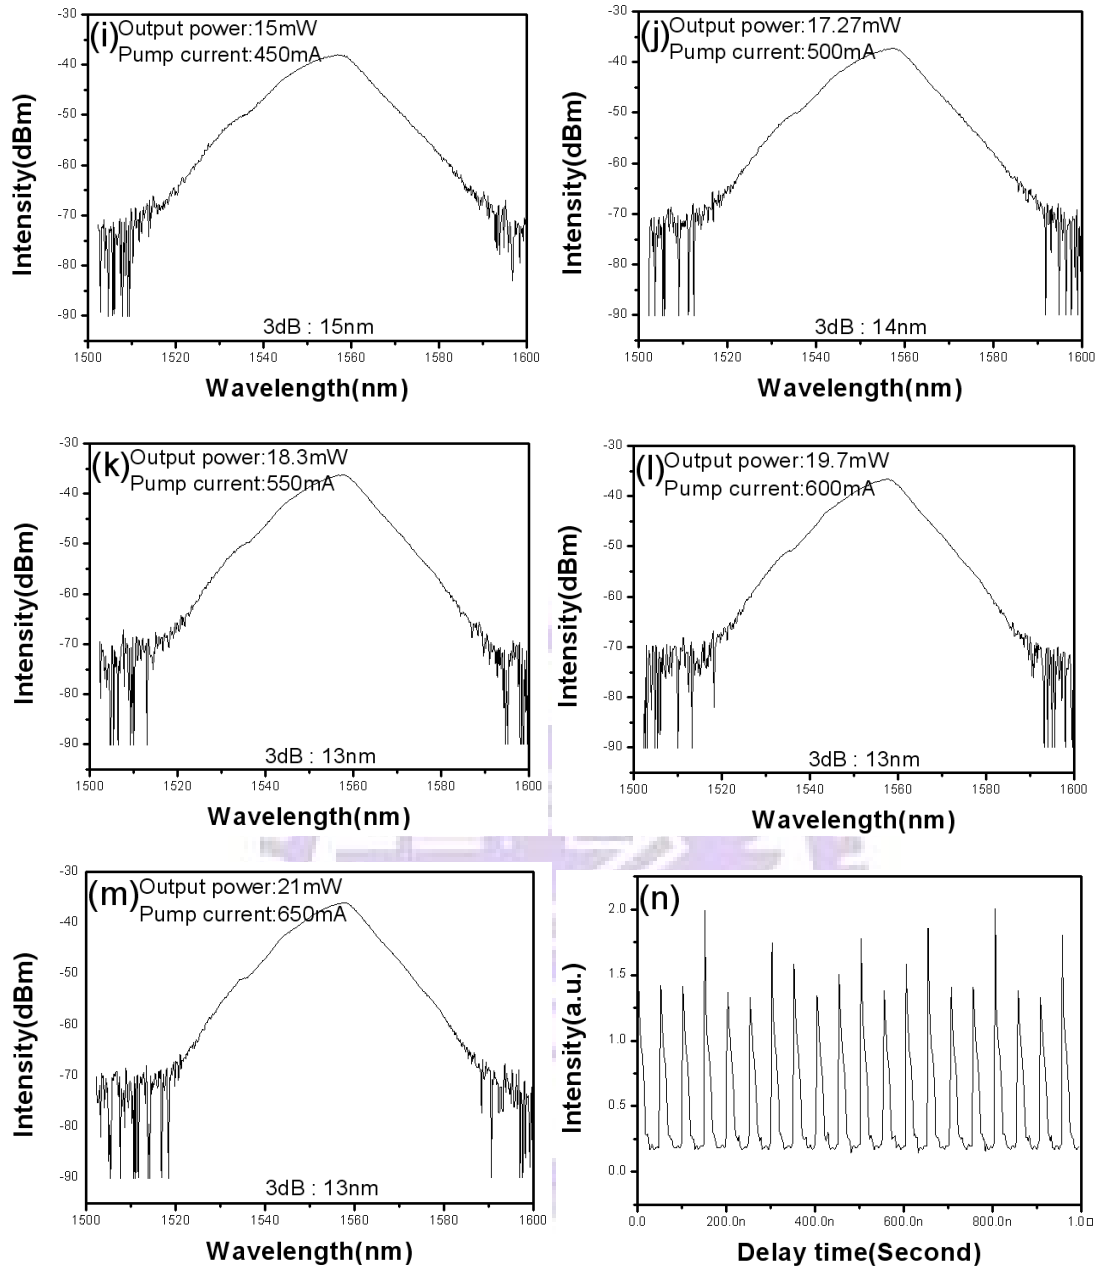 (i) Output power:15mW
Pump current:450mA
-30
-40
-50
-60
-70
-80
-90
Intensity(dBm)
3dB : 15nm
1500 1520 1540 1560 1580 1600
Wavelength(nm)
(j) Output power:17.27mW
Pump current:500mA
-30
-40
-50
-60
-70
-80
-90
Intensity(dBm)
3dB : 14nm
1500 1520 1540 1560 1580 1600
Wavelength(nm)
(k) Output power:18.3mW
Pump current:550mA
-30
-40
-50
-60
-70
-80
-90
Intensity(dBm)
3dB : 13nm
1500 1520 1540 1560 1580 1600
Wavelength(nm)
(l) Output power:19.7mW
Pump current:600mA
-30
-40
-50
-60
-70
-80
-90
Intensity(dBm)
3dB : 13nm
1500 1520 1540 1560 1580 1600
Wavelength(nm)
(m) Output power:21mW
Pump current:650mA
-30
-40
-50
-60
-70
-80
-90
Intensity(dBm)
3dB : 13nm
1500 1520 1540 1560 1580 1600
Wavelength(nm)
(n)
2.0
1.5
1.0
0.5
0.0
Intensity(a.u.)
0.0 200.0n 400.0n 600.0n 800.0n
Delay time(Second)